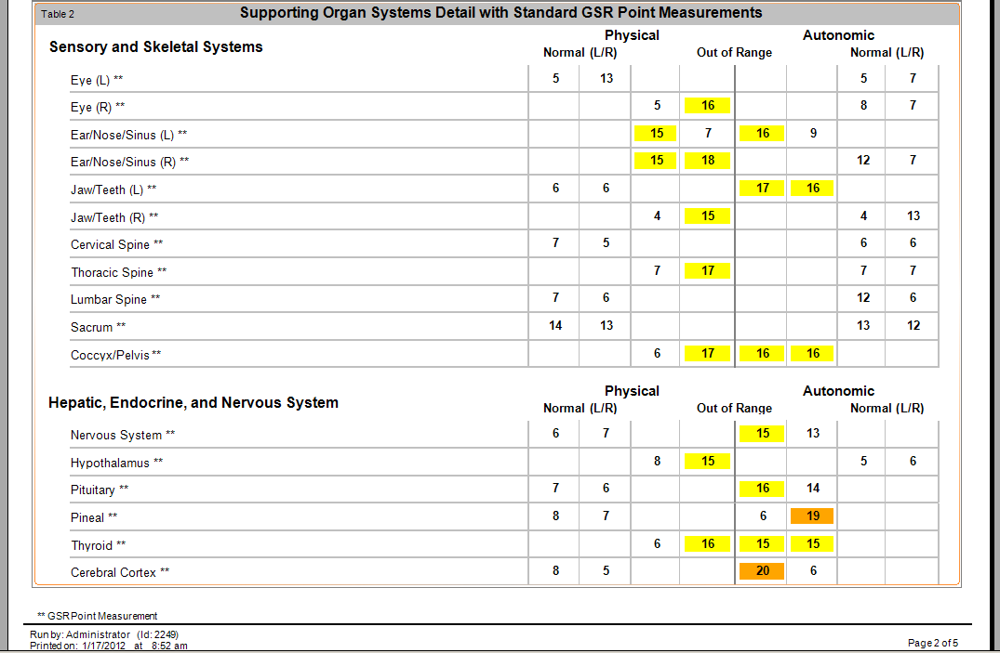 Table 2 Supporting Organ Systems Detail with Standard GSR Point Measurements
Physical Autonomic
Sensory and Skeletal Systems Normal (L/R) Out of Range Normal (L/R)
Eye (L) ** 5 13 5 7
Eye (R) ** 5 16 8 7
Ear/Nose/Sinus (L) ** 15 7 16 9
Ear/Nose/Sinus (R) ** 15 18 12 7
Jaw/Teeth (L) ** 6 6 17 16
Jaw/Teeth (R) ** 4 15 4 13
Cervical Spine ** 7 5 6 6
Thoracic Spine ** 7 17 7 7
Lumbar Spine ** 7 6 12 6
Sacrum ** 14 13 13 12
Coccyx/Pelvis ** 6 17 16 16
Physical Autonomic
Hepatic, Endocrine, and Nervous System Normal (L/R) Out of Range Normal (L/R)
Nervous System ** 6 7 15 13
Hypothalamus ** 8 15 5 6
Pituitary ** 7 6 16 14
Pineal ** 8 7 6 19
Thyroid ** 6 16 15 15
Cerebral Cortex ** 8 5 20 6
** GSR Point Measurement
Run by: Administrator (Id: 2249)
Printed on: 1/17/2012 at 8:52 am Page 2 of 5